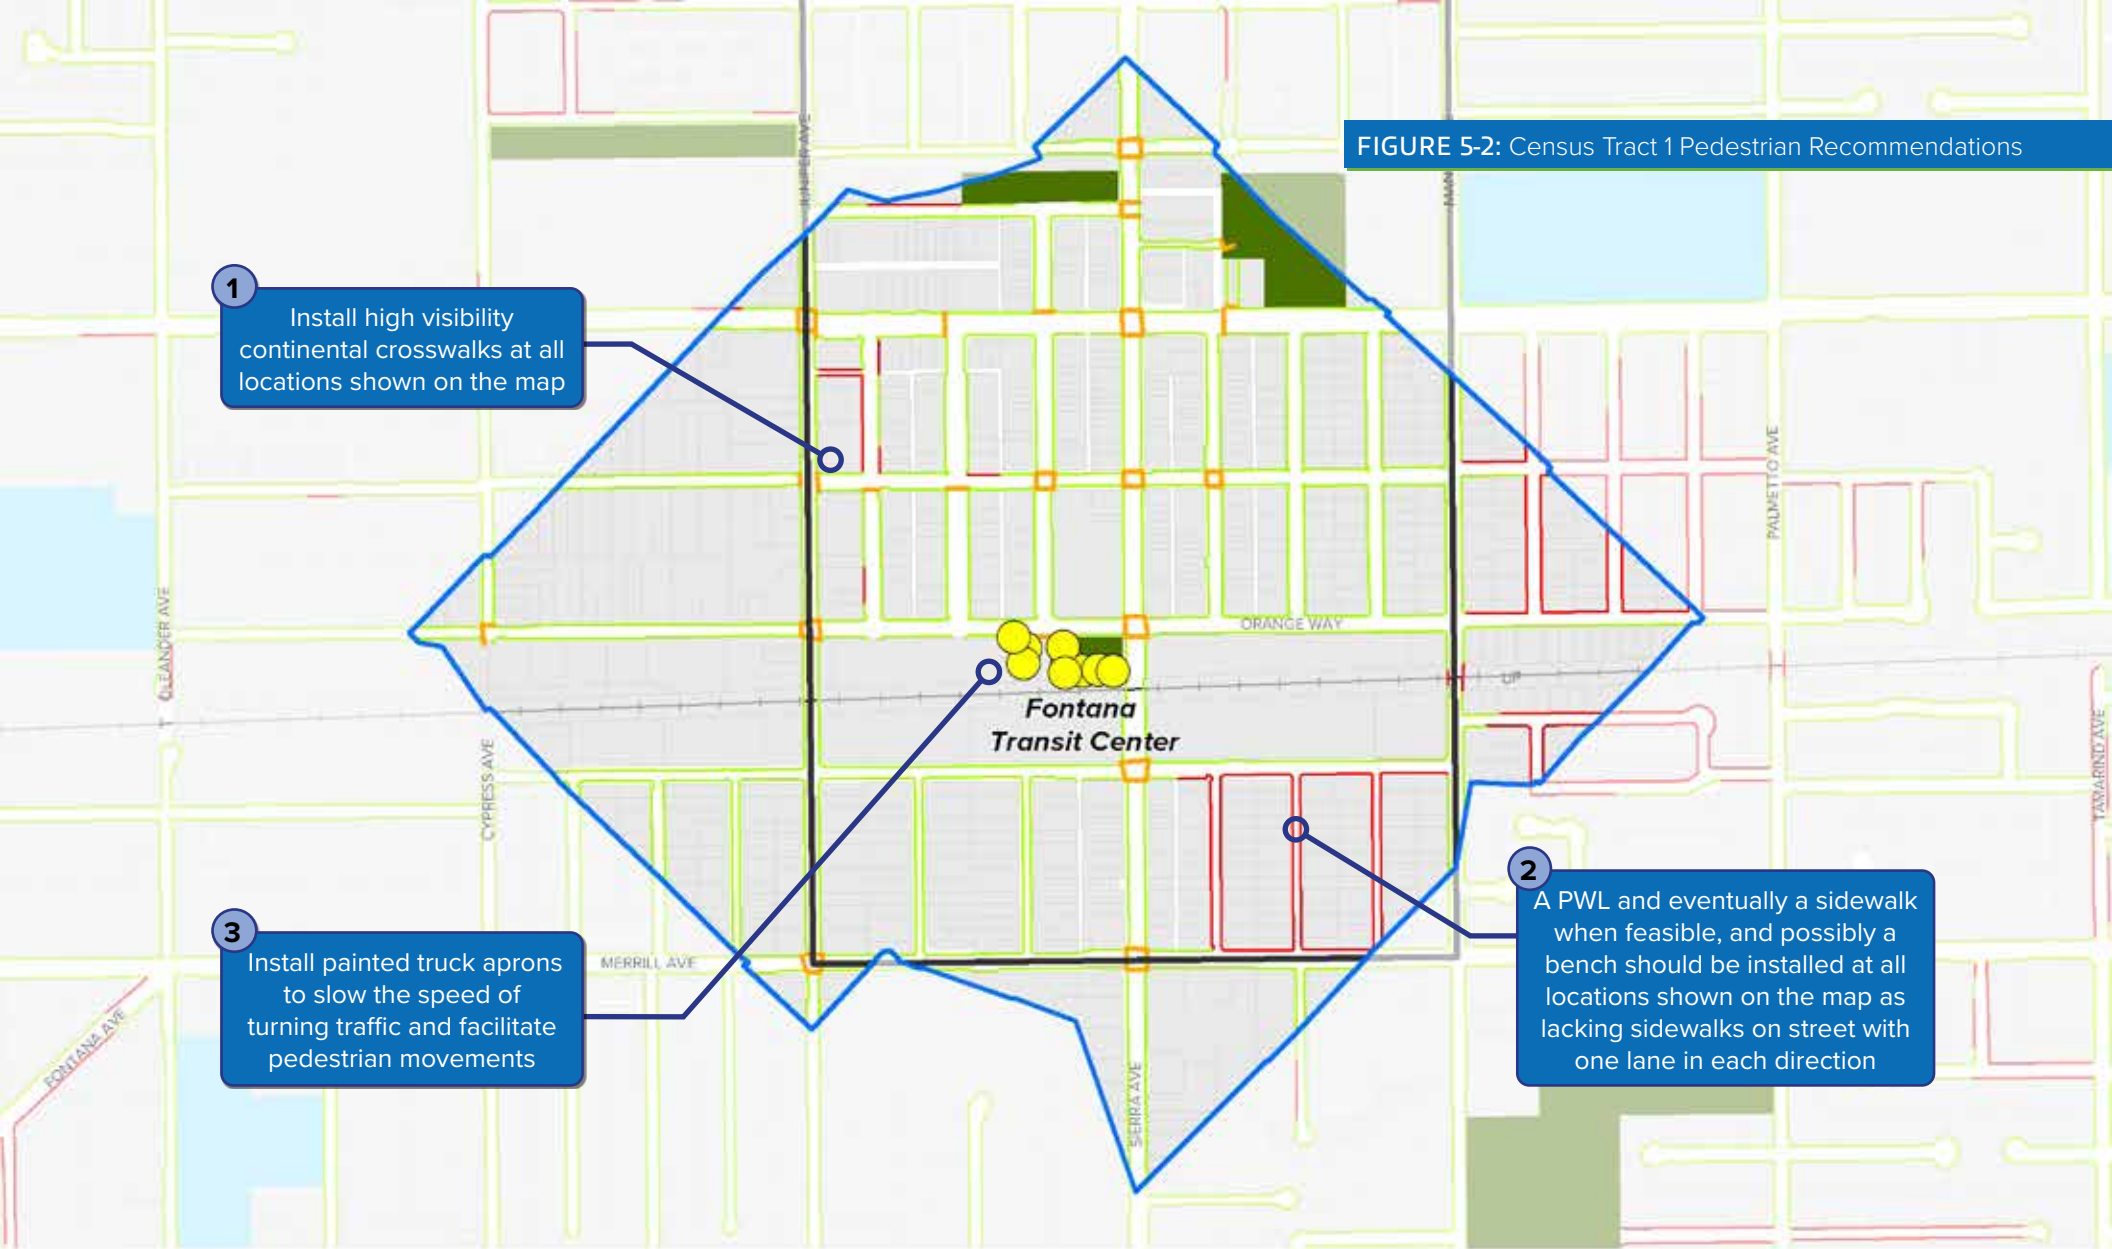 FIGURE 5-2: Census Tract 1 Pedestrian Recommendations
JUNIPER AVE
MAN
1
Install high visibility
continental crosswalks at all
locations shown on the map
PALMETTO AVE
OLEANDER AVE
ORANGE WAY
UP
Fontana
Transit Center
CYPRESS AVE
TAMARIND AVE
2
A PWL and eventually a sidewalk
when feasible, and possibly a
bench should be installed at all
locations shown on the map as
lacking sidewalks on street with
one lane in each direction
3
Install painted truck aprons
to slow the speed of
turning traffic and facilitate
pedestrian movements
MERRILL AVE
FONTANA AVE
SIERRA AVE